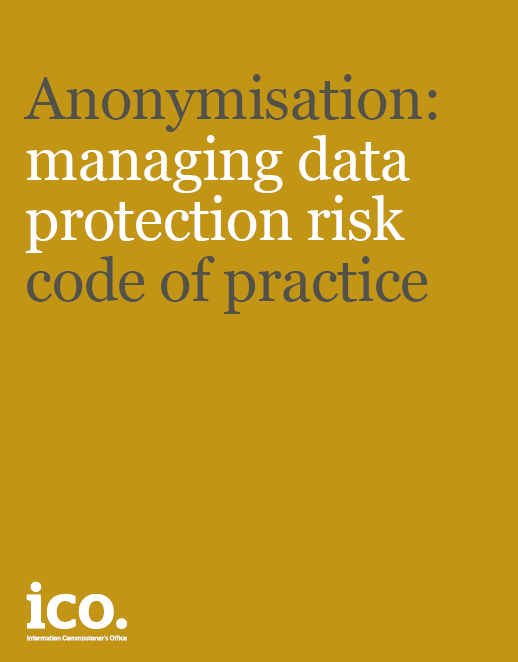 Anonymisation:
managing data
protection risk
code of practice
ico.
Information Commissioner's Office